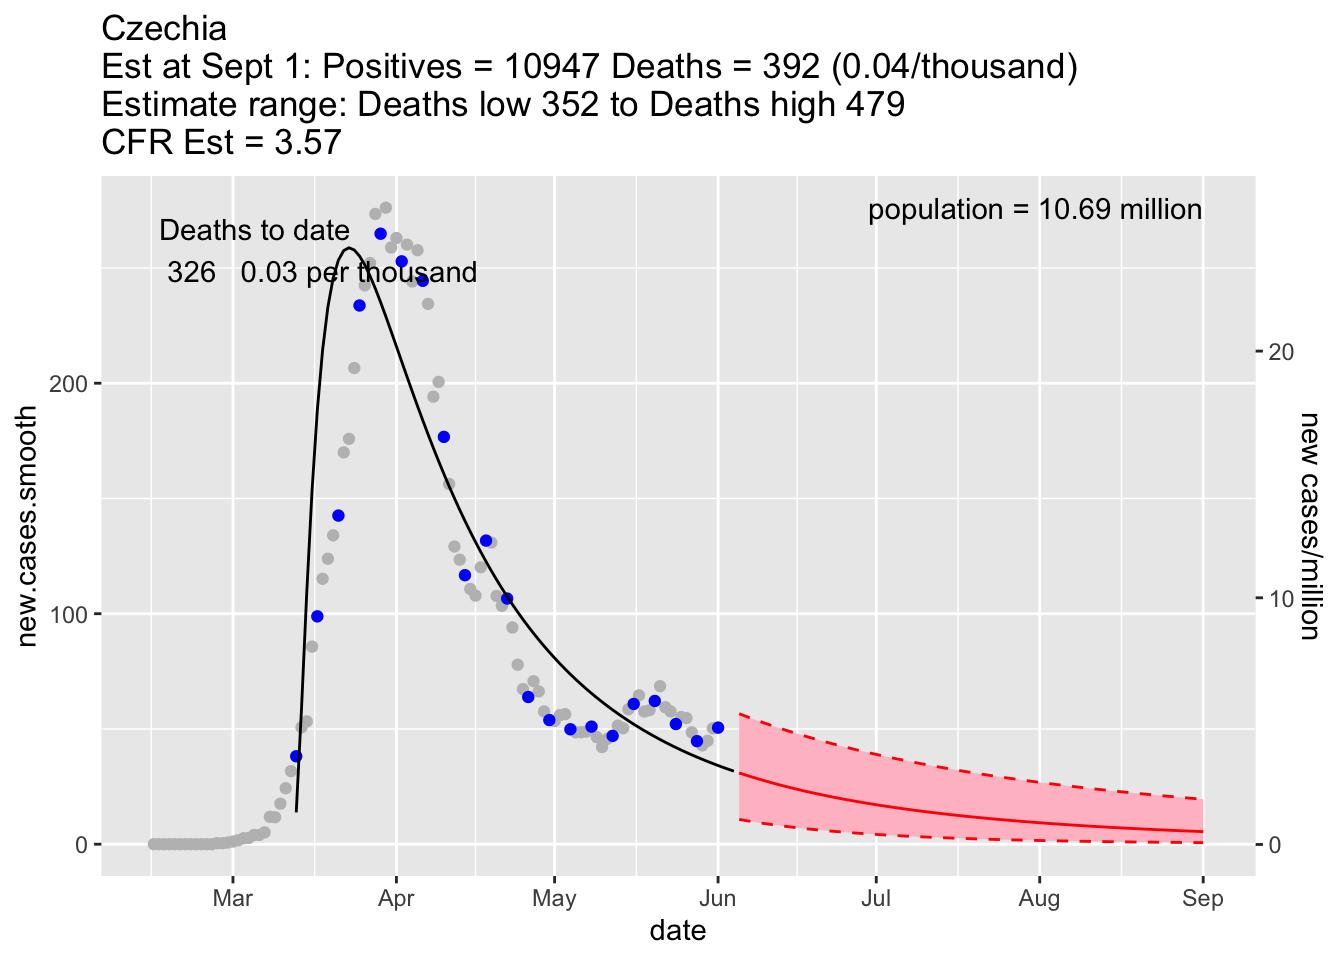 Czechia
Est at Sept 1: Positives = 10947 Deaths = 392 (0.04/thousand)
Estimate range: Deaths low 352 to Deaths high 479
CFR Est = 3.57
Deaths to date
326 0.03 per thousand
population = 10.69 million
new.cases.smooth
200
100
0
20
10
0
new cases/million
Mar Apr May Jun Jul Aug Sep
date